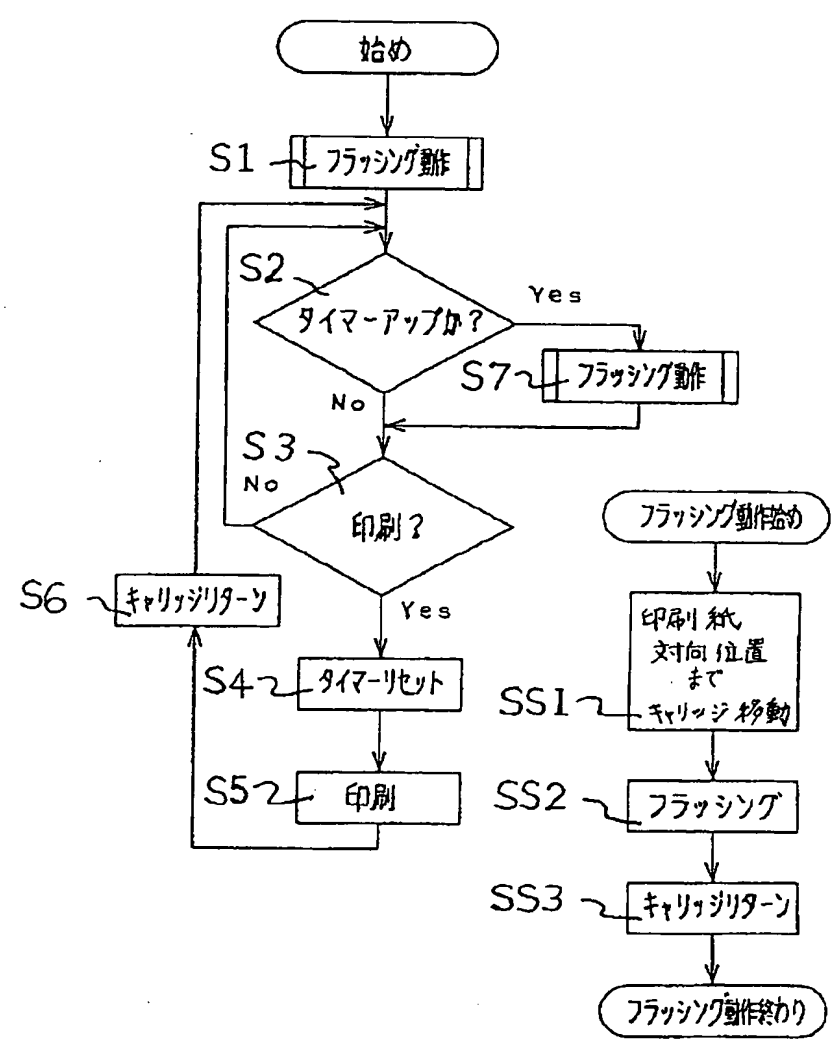 始め
S1
フラッシング動作
S2
タイマーアップか?
Yes
S7
フラッシング動作
No
S3
No
印刷?
Yes
S6
キャリッジリターン
S4
タイマーリセット
S5
印刷
フラッシング動作始め
印刷紙
対向位置
まで
キャリッジ移動
SS1
SS2
フラッシング
SS3
キャリッジリターン
フラッシング動作終わり